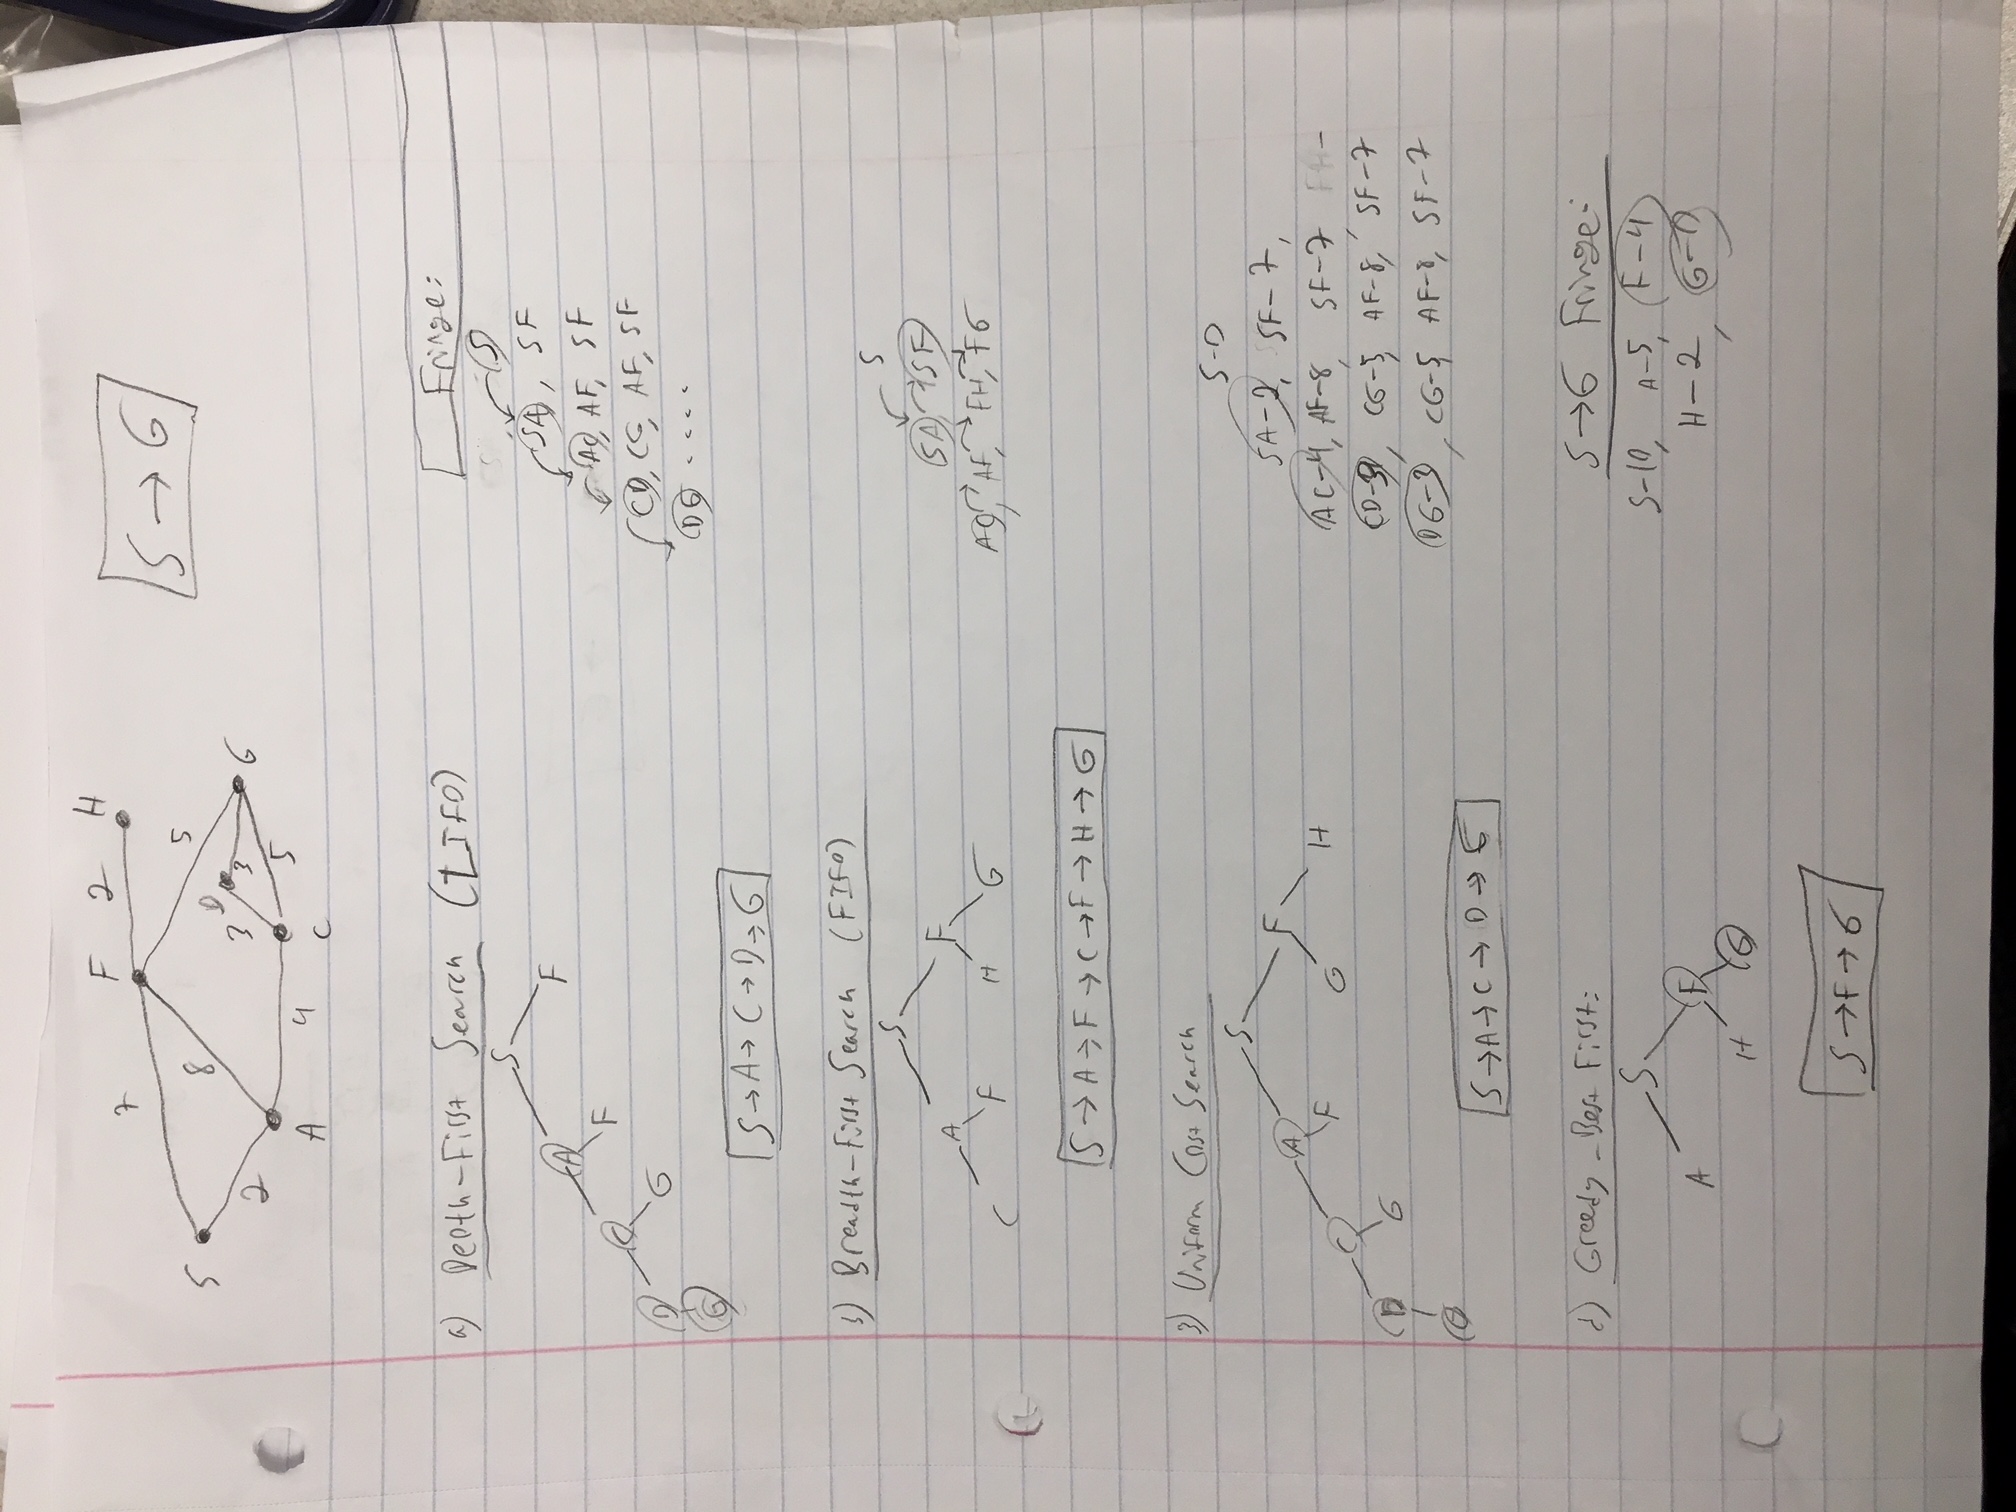 S 7 F 2 H
2 8 5
A 4 C 3 D 3 5 G
S → G
a) Depth-First Search (LIFO)
Fringe:
S
A F
C F
D G
G
S
SA, SF
AC, AF, SF
CD, CG, AF, SF
DG . . . .
S → A → C → D → G
b) Breadth-First Search (FIFO)
S
A F
C F H G
S
SA, SF
AC, AF, FH, FG
S → A → F → C → F → H → G
c) Uniform Cost Search
S
A F
C F G H
D G
G
S-0
SA-2, SF-7,
AC-4, AF-8, SF-7
CD-3, CG-5, AF-8, SF-7
DG-3, CG-5, AF-8, SF-7
S → A → C → D → G
d) Greedy-Best First:
S → G Fringe:
S
A F
H G
S-10, A-5, F-4
H-2, G-0
S → F → G